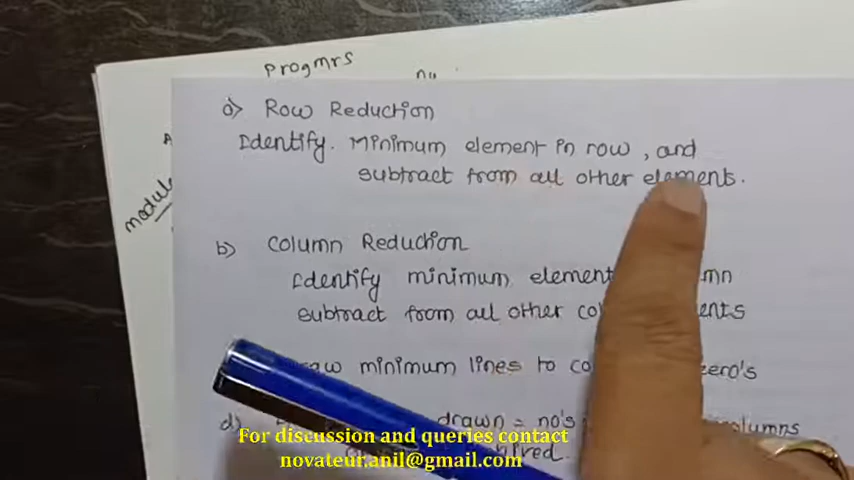 Progmrs
a) Row Reduction
Identify. Minimum element in row, and
subtract from all other elements.
module
b) Column Reduction
Identify minimum element
subtract from all other
minimum lines to zero's
d) drawn = no's
For discussion and queries contact
novateur.anil@gmail.com